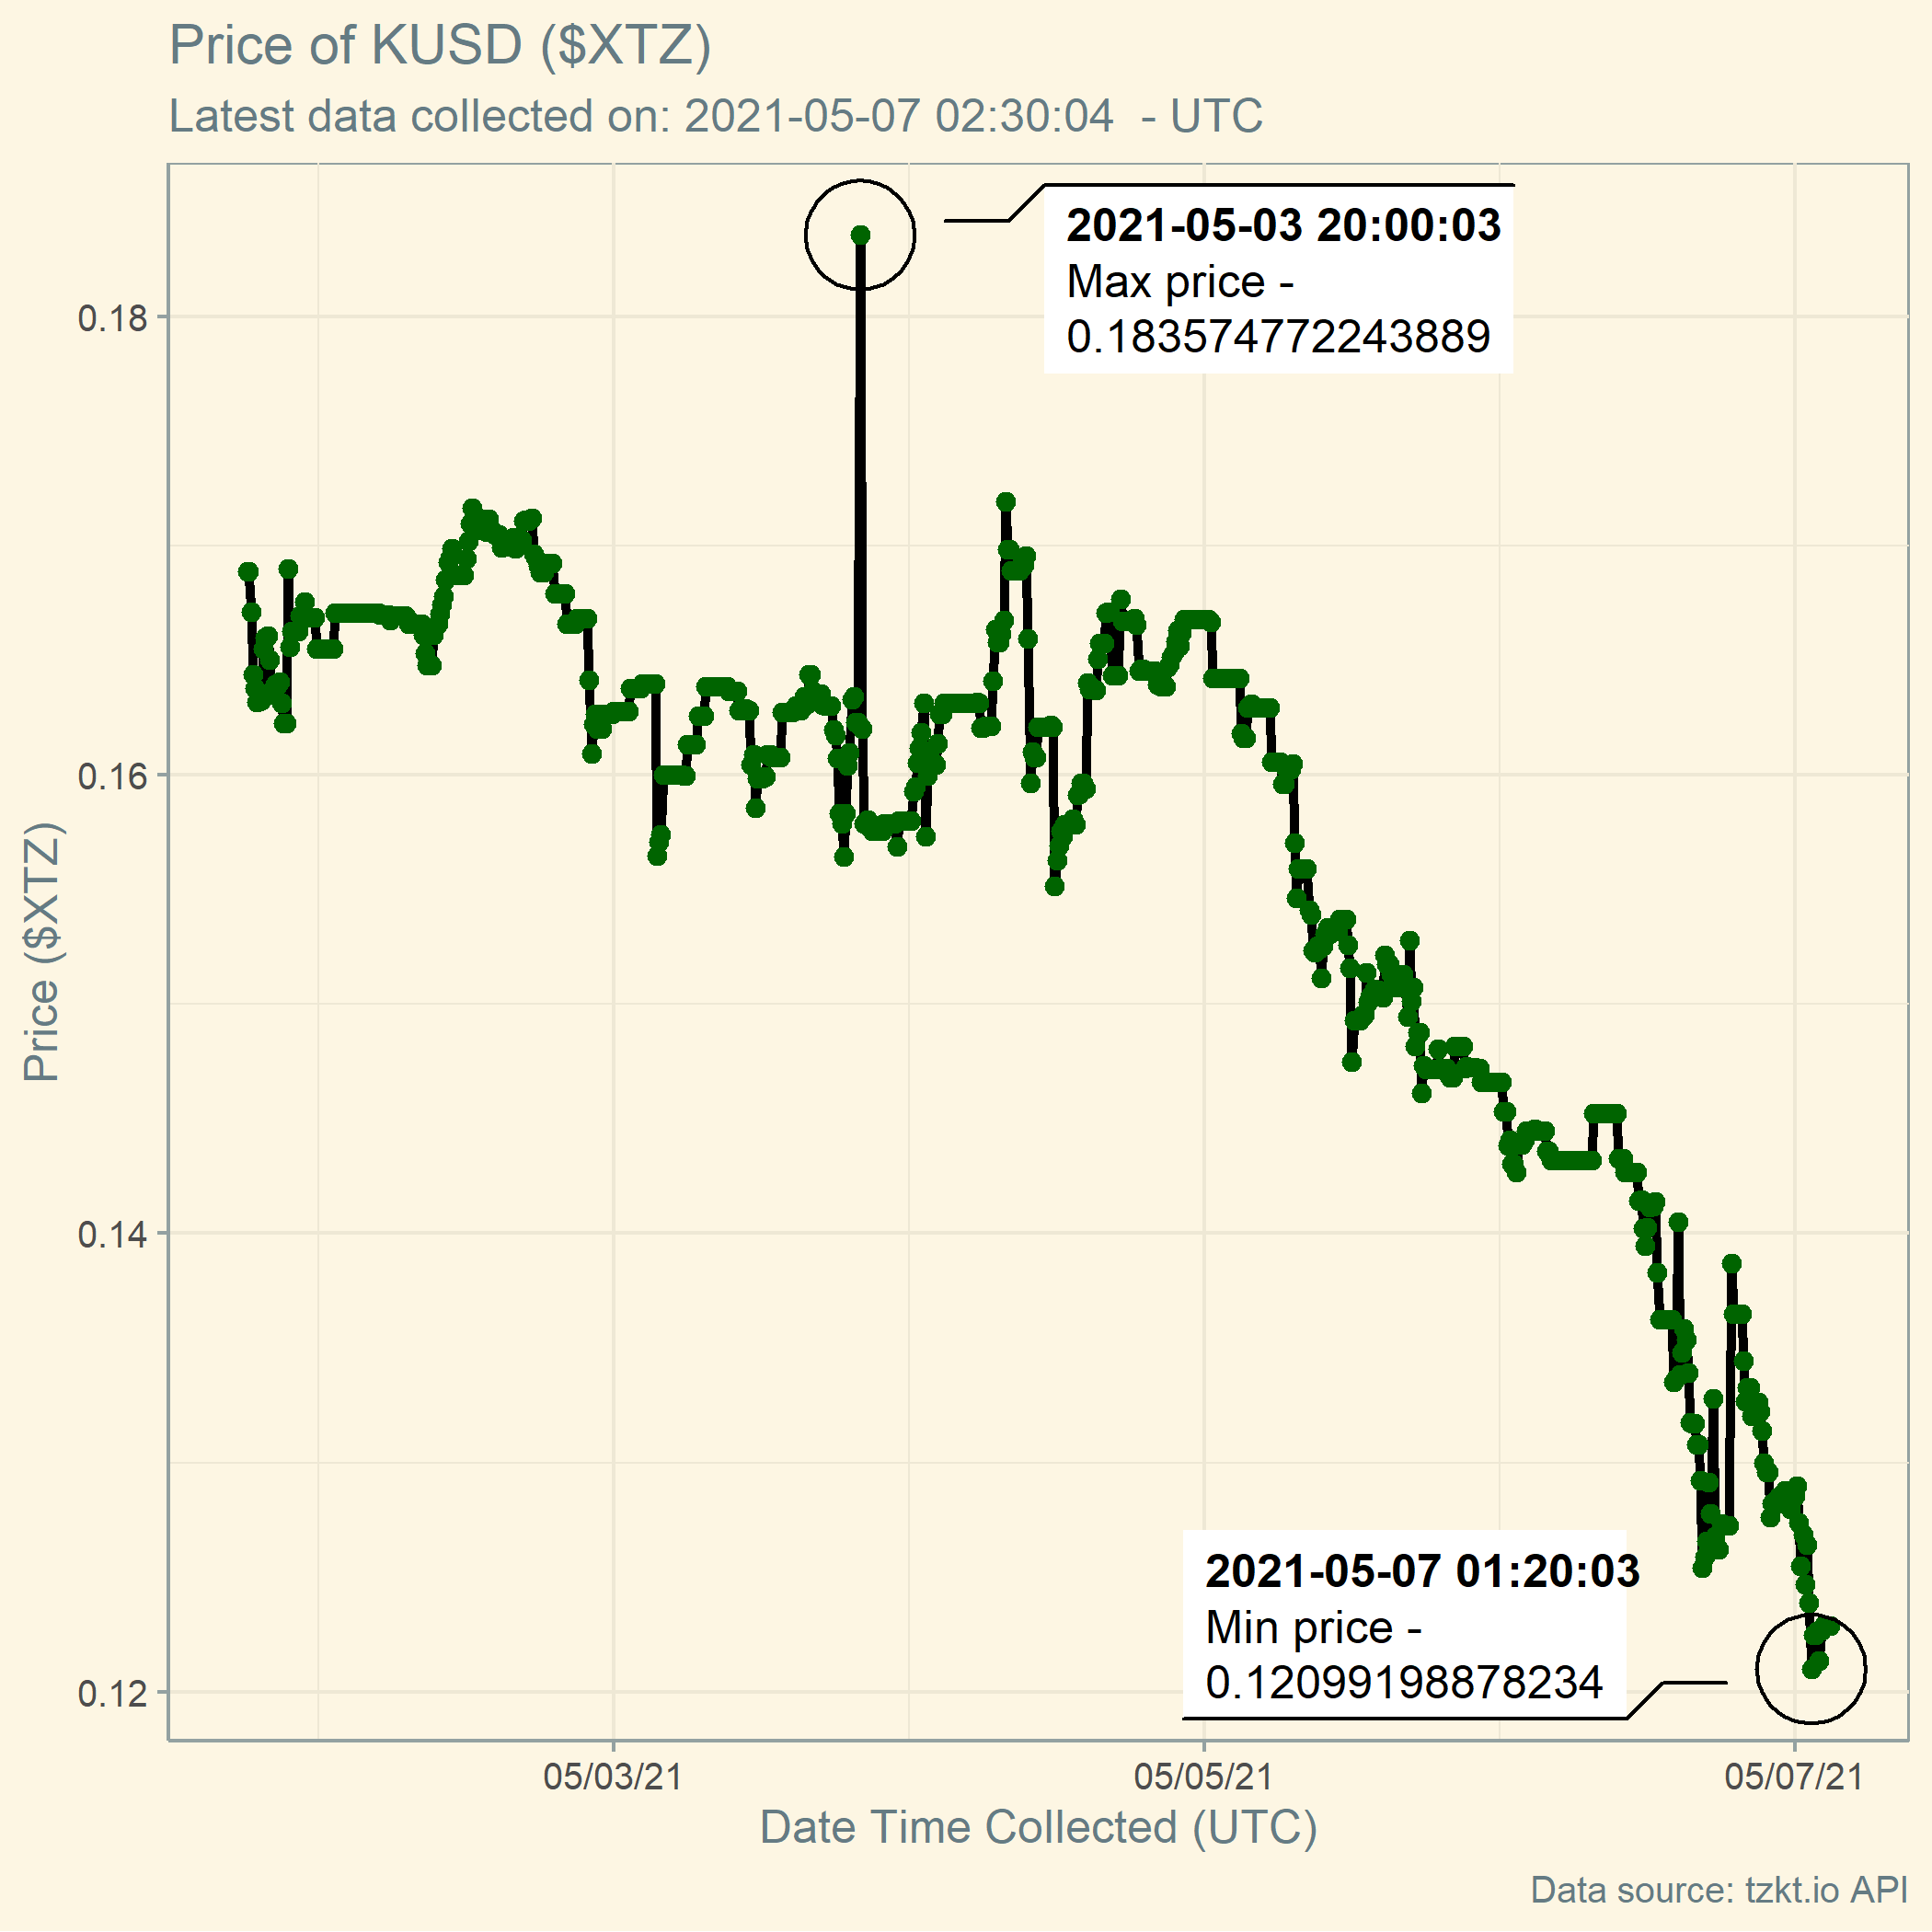 Price of KUSD ($XTZ)
Latest data collected on: 2021-05-07 02:30:04  - UTC
2021-05-03 20:00:03
Max price -
0.183574772243889
0.18
0.16
0.14
0.12
Price ($XTZ)
2021-05-07 01:20:03
Min price -
0.12099198878234
05/03/21
05/05/21
05/07/21
Date Time Collected (UTC)
Data source: tzkt.io API